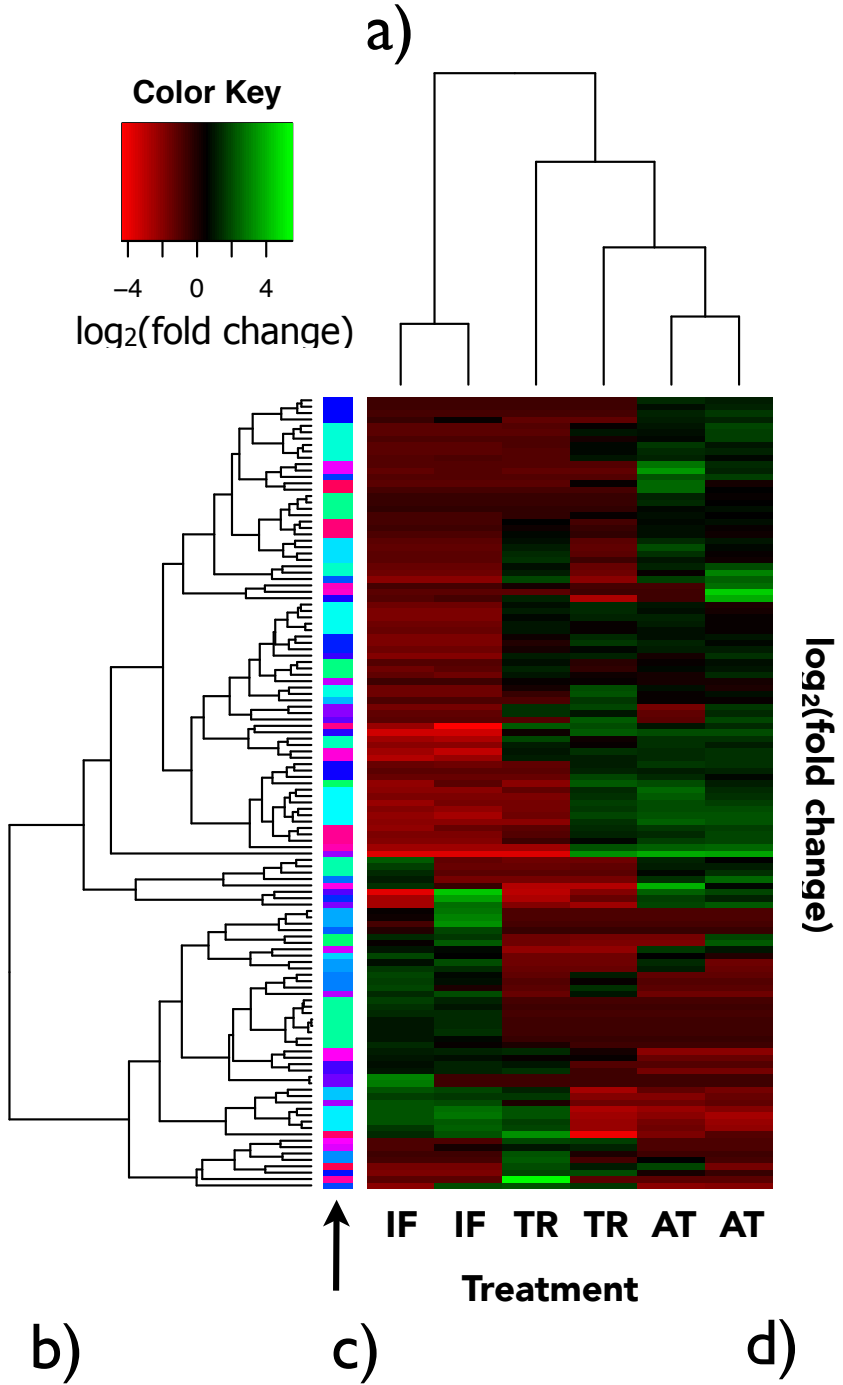 a)
Color Key
−4 0 4
log₂(fold change)
log₂(fold change)
IF IF TR TR AT AT
Treatment
b) c) d)